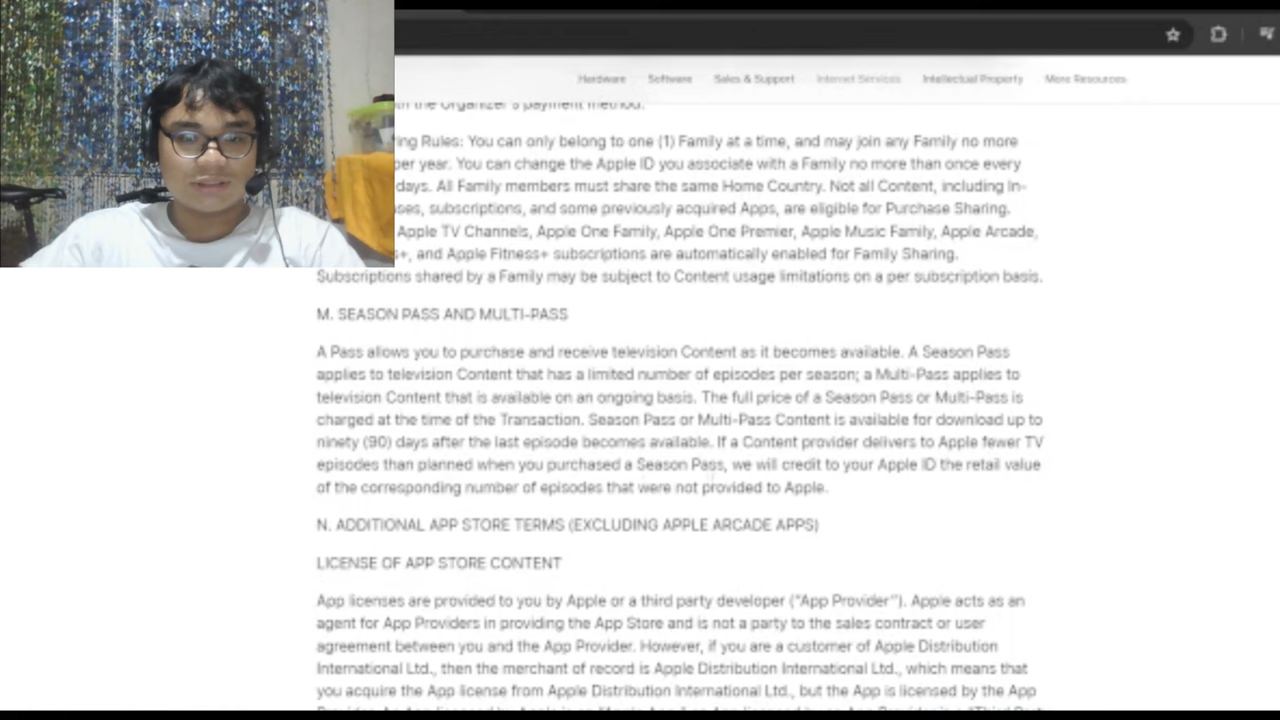 Hardware Software Sales & Support Internet Services Intellectual Property More Resources
the Organizer's payment method.
Rules: You can only belong to one (1) Family at a time, and may join any Family no more
per year. You can change the Apple ID you associate with a Family no more than once every
days. All Family members must share the same Home Country. Not all Content, including In-
subscriptions, and some previously acquired Apps, are eligible for Purchase Sharing.
Apple TV Channels, Apple One Family, Apple One Premier, Apple Music Family, Apple Arcade,
and Apple Fitness+ subscriptions are automatically enabled for Family Sharing.
Subscriptions shared by a Family may be subject to Content usage limitations on a per subscription basis.
M. SEASON PASS AND MULTI-PASS
A Pass allows you to purchase and receive television Content as it becomes available. A Season Pass
applies to television Content that has a limited number of episodes per season; a Multi-Pass applies to
television Content that is available on an ongoing basis. The full price of a Season Pass or Multi-Pass is
charged at the time of the Transaction. Season Pass or Multi-Pass Content is available for download up to
ninety (90) days after the last episode becomes available. If a Content provider delivers to Apple fewer TV
episodes than planned when you purchased a Season Pass, we will credit to your Apple ID the retail value
of the corresponding number of episodes that were not provided to Apple.
N. ADDITIONAL APP STORE TERMS (EXCLUDING APPLE ARCADE APPS)
LICENSE OF APP STORE CONTENT
App licenses are provided to you by Apple or a third party developer ("App Provider"). Apple acts as an
agent for App Providers in providing the App Store and is not a party to the sales contract or user
agreement between you and the App Provider. However, if you are a customer of Apple Distribution
International Ltd., then the merchant of record is Apple Distribution International Ltd., which means that
you acquire the App license from Apple Distribution International Ltd., but the App is licensed by the App